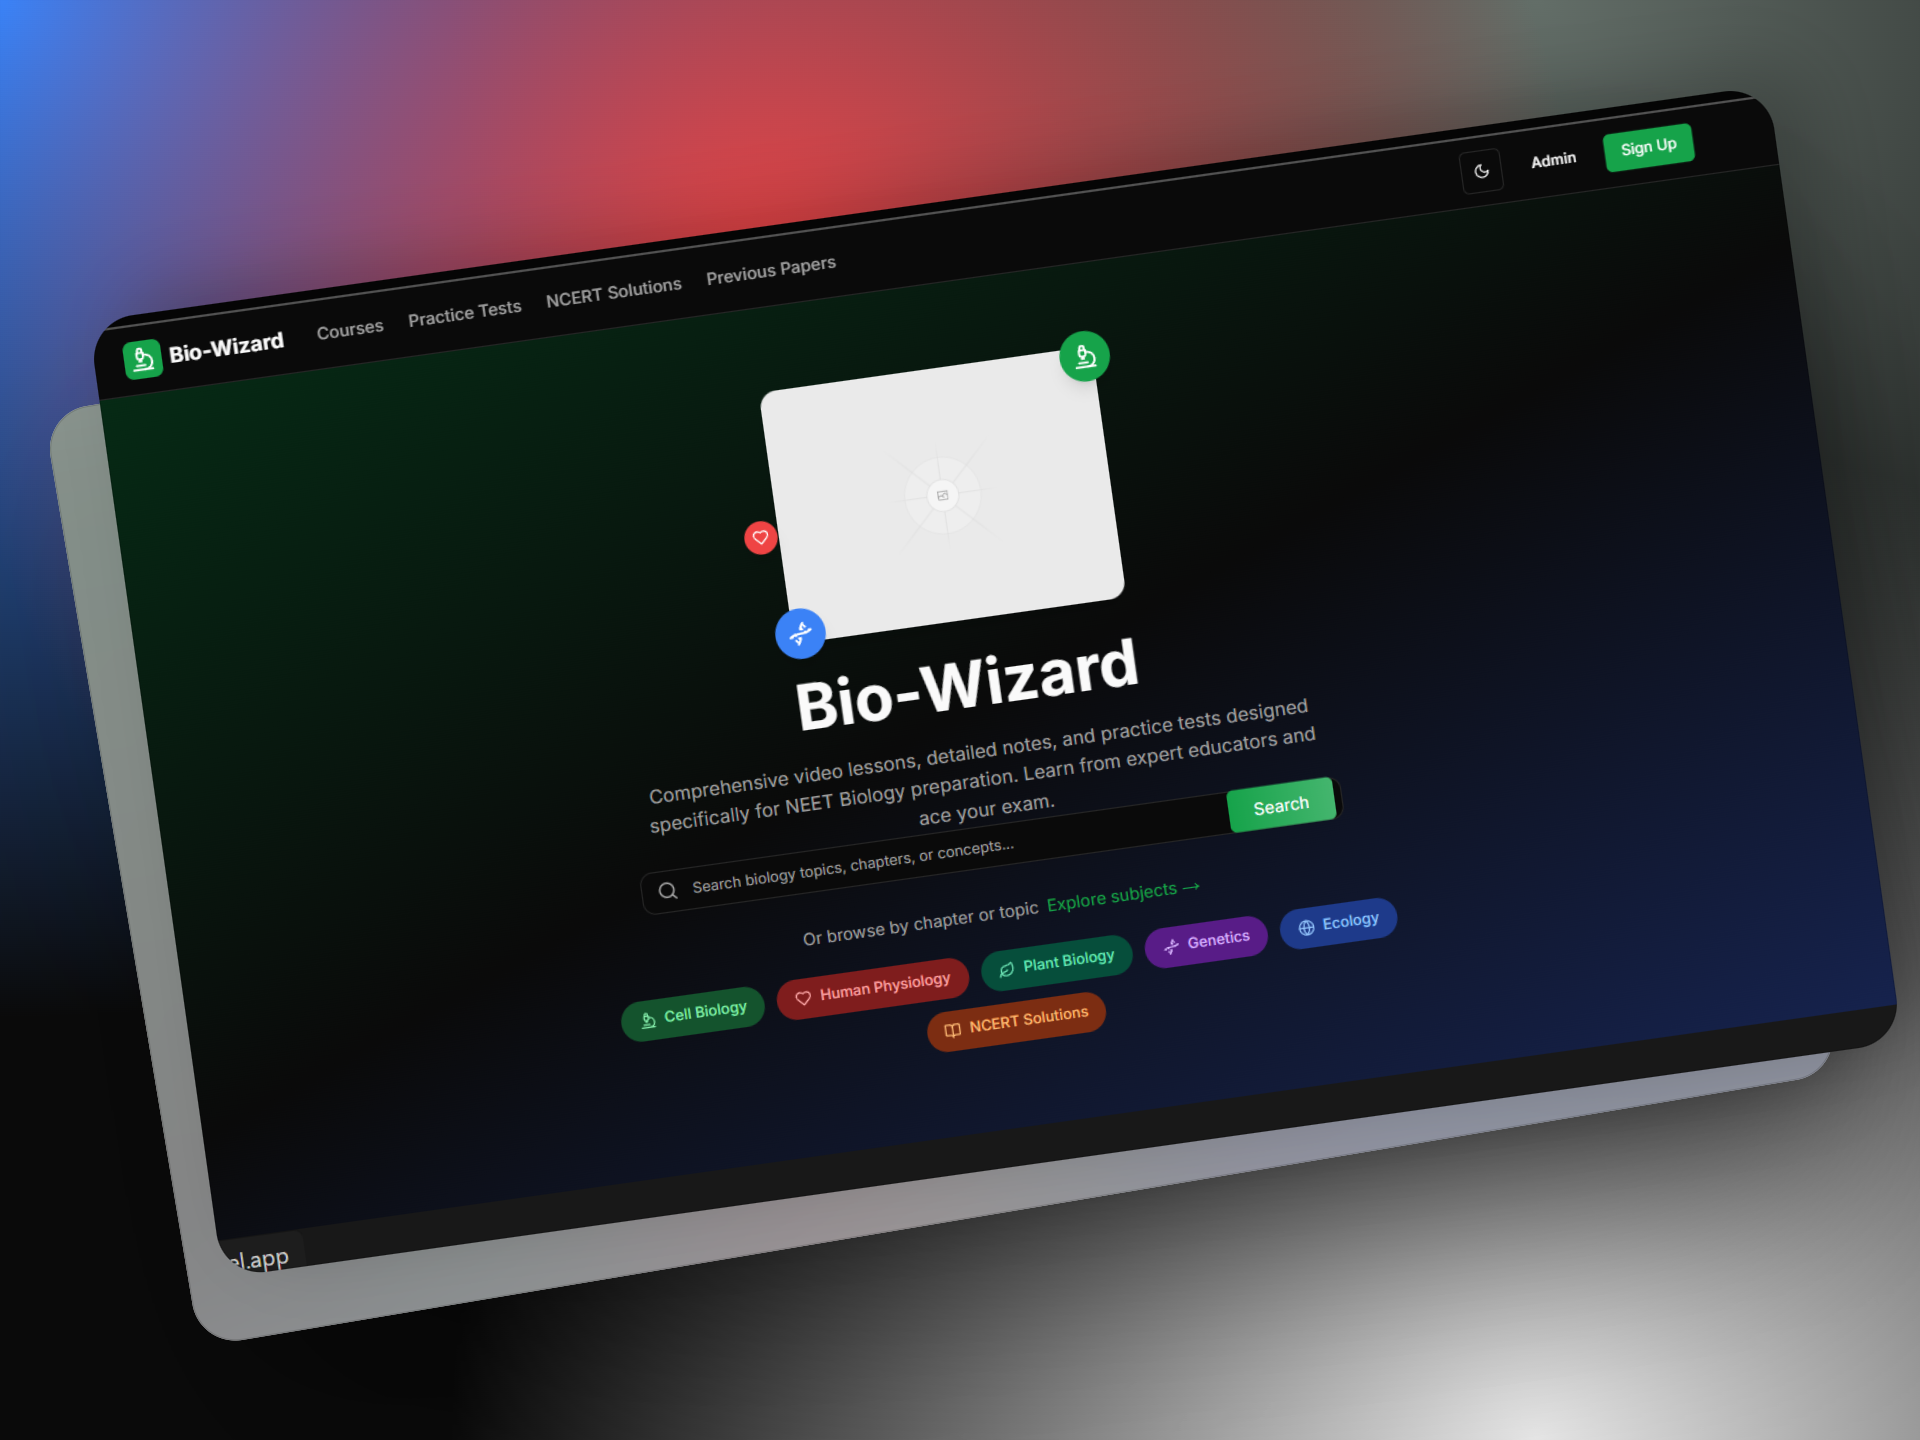 Bio-Wizard
Courses
Practice Tests
NCERT Solutions
Previous Papers
Admin
Sign Up
Bio-Wizard
Comprehensive video lessons, detailed notes, and practice tests designed
specifically for NEET Biology preparation. Learn from expert educators and
ace your exam.
Search biology topics, chapters, or concepts...
Search
Or browse by chapter or topic Explore subjects →
Cell Biology
Human Physiology
Plant Biology
Genetics
Ecology
NCERT Solutions
el.app